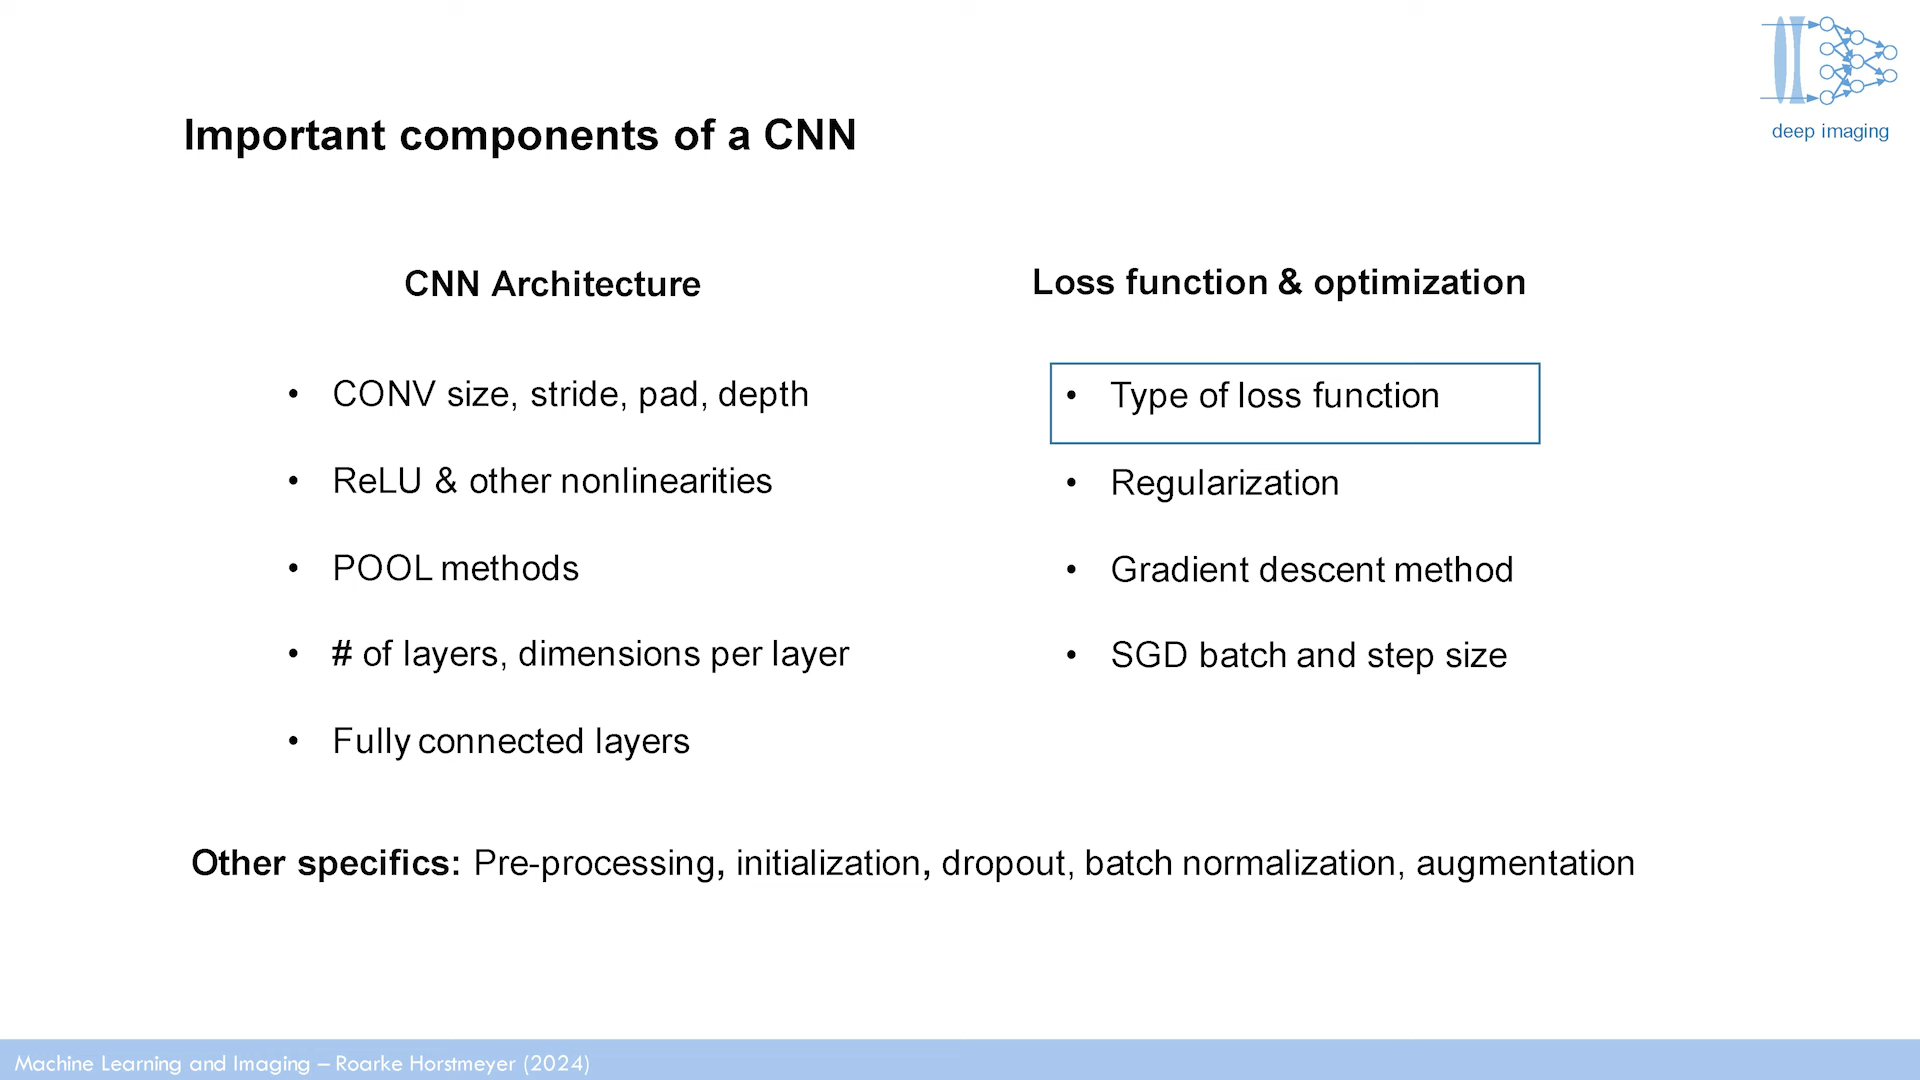 deep imaging
Important components of a CNN
CNN Architecture
• CONV size, stride, pad, depth
• ReLU & other nonlinearities
• POOL methods
• # of layers, dimensions per layer
• Fully connected layers
Loss function & optimization
• Type of loss function
• Regularization
• Gradient descent method
• SGD batch and step size
Other specifics: Pre-processing, initialization, dropout, batch normalization, augmentation
Machine Learning and Imaging – Roarke Horstmeyer (2024)